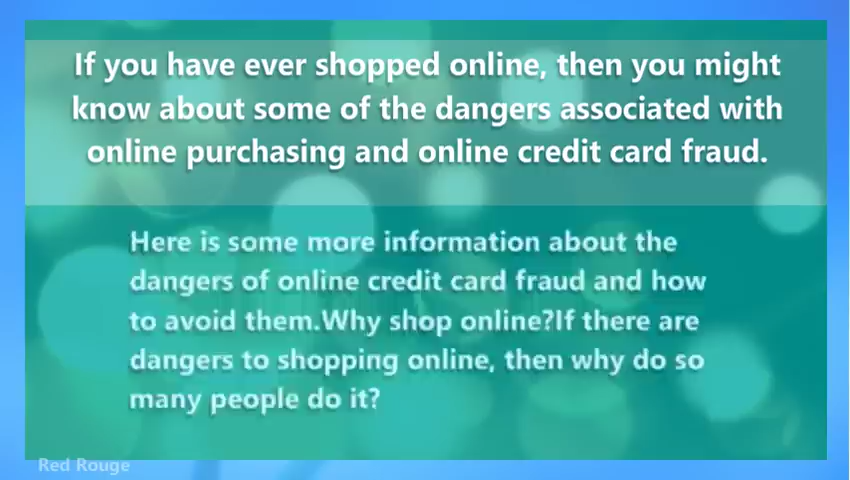 If you have ever shopped online, then you might
know about some of the dangers associated with
online purchasing and online credit card fraud.
Here is some more information about the
dangers of online credit card fraud and how
to avoid them.Why shop online?If there are
dangers to shopping online, then why do so
many people do it?
Red Rouge